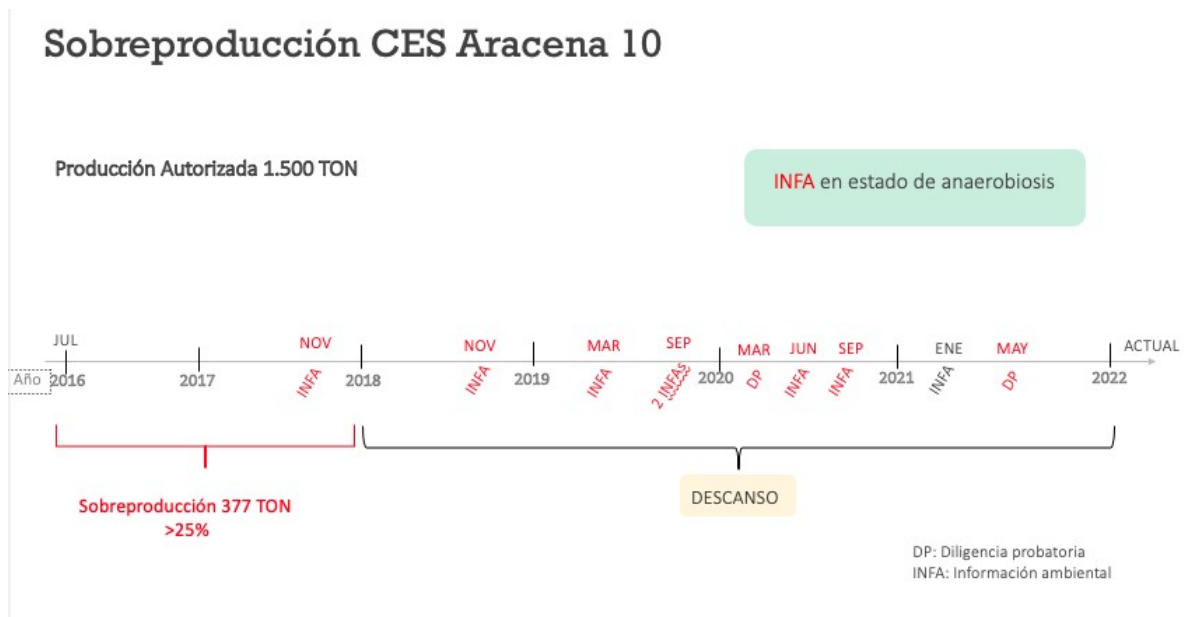 Sobreproducción CES Aracena 10
Producción Autorizada 1.500 TON
INFA en estado de anaerobiosis
JUL
NOV
NOV
MAR
SEP
MAR
JUN
SEP
ENE
MAY
ACTUAL
Año
2016
2017
INFA
2018
INFA
2019
INFA
2 INFAs
2020
DP
INFA
INFA
2021
INFA
DP
2022
Sobreproducción 377 TON
>25%
DESCANSO
DP: Diligencia probatoria
INFA: Información ambiental